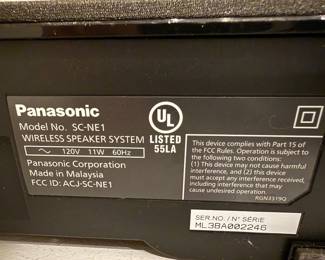 Panasonic
Model No. SC-NE1
WIRELESS SPEAKER SYSTEM
~ 120V 11W 60Hz
Panasonic Corporation
Made in Malaysia
FCC ID: ACJ-SC-NE1
UL
LISTED
55LA
This device complies with Part 15 of
the FCC Rules. Operation is subject to
the following two conditions:
(1) This device may not cause harmful
interference, and (2) this device
must accept any interference
received, including interference that may
cause undesired operation.
RGN3319Q
SERIAL NO. / N° SÉRIE
ML3BA002246